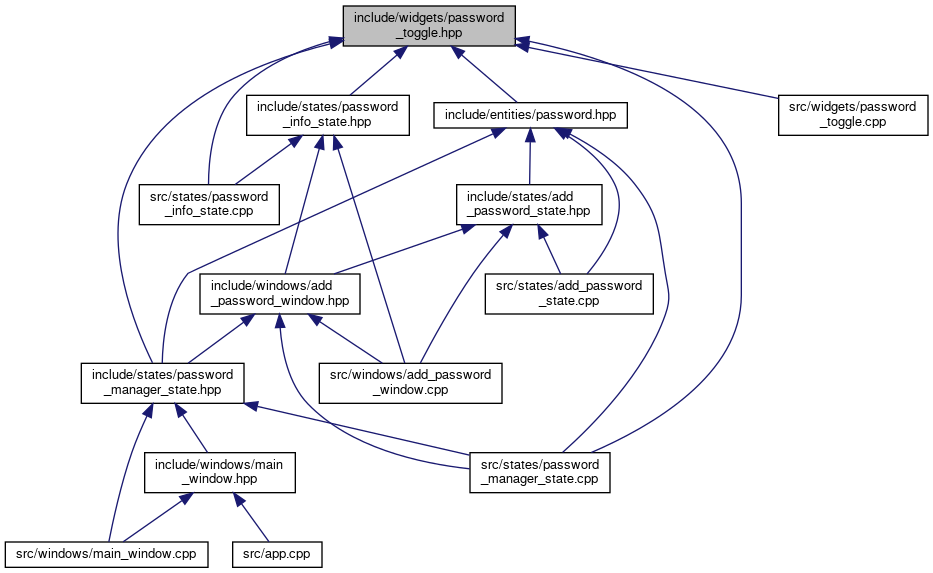 include/widgets/password
_toggle.hpp
include/states/password
_info_state.hpp
include/entities/password.hpp
src/widgets/password
_toggle.cpp
src/states/password
_info_state.cpp
include/states/add
_password_state.hpp
include/windows/add
_password_window.hpp
src/states/add_password
_state.cpp
include/states/password
_manager_state.hpp
src/windows/add_password
_window.cpp
include/windows/main
_window.hpp
src/states/password
_manager_state.cpp
src/windows/main_window.cpp
src/app.cpp